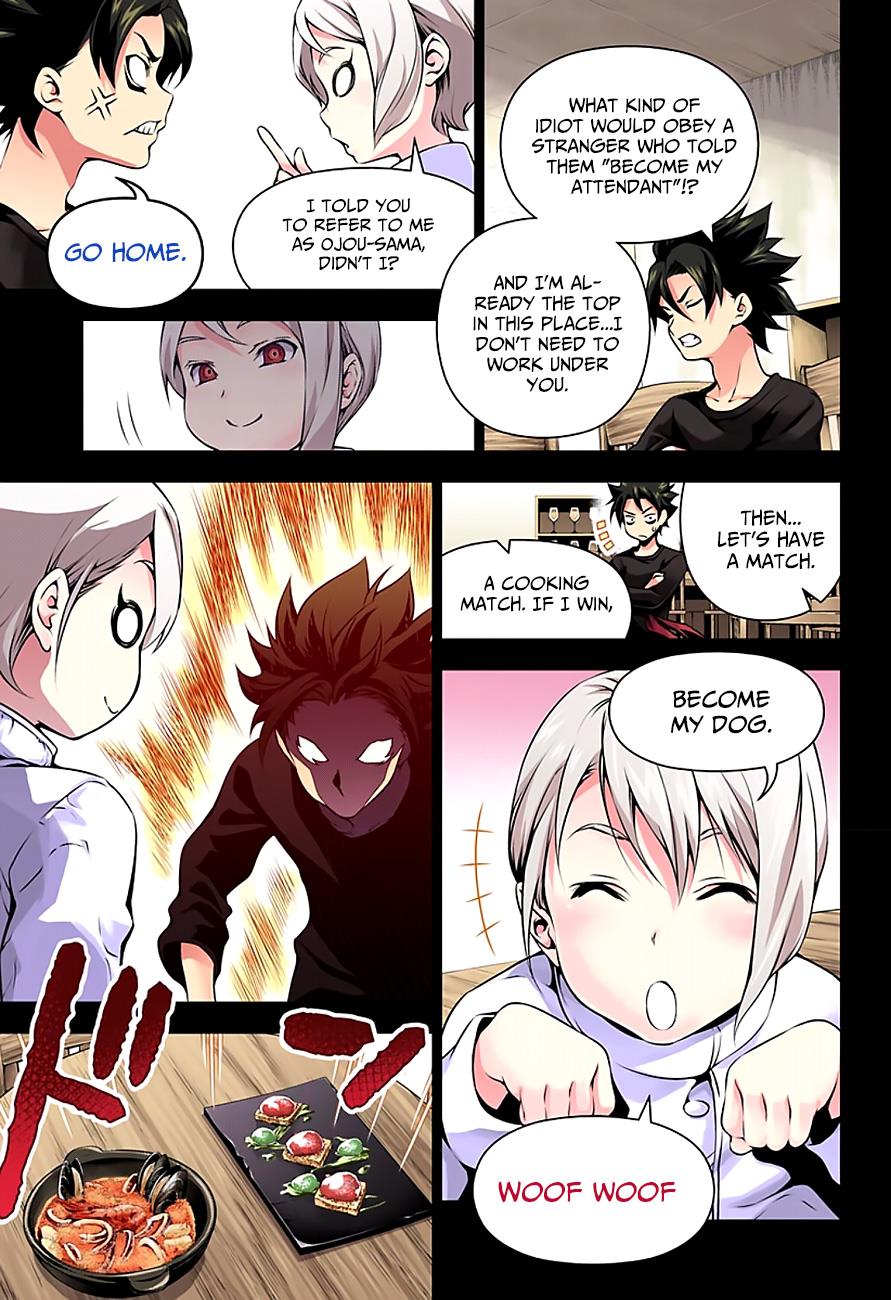 WHAT KIND OF
IDIOT WOULD OBEY A
STRANGER WHO TOLD
THEM "BECOME MY
ATTENDANT"!?
AND I'M AL-
READY THE TOP
IN THIS PLACE...I
DON'T NEED TO
WORK UNDER
YOU.
I TOLD YOU
TO REFER TO ME
AS OJOU-SAMA,
DIDN'T I?
GO HOME.
THEN...
LET'S HAVE
A MATCH.
A COOKING
MATCH. IF I WIN,
BECOME
MY DOG.
WOOF WOOF
ドン